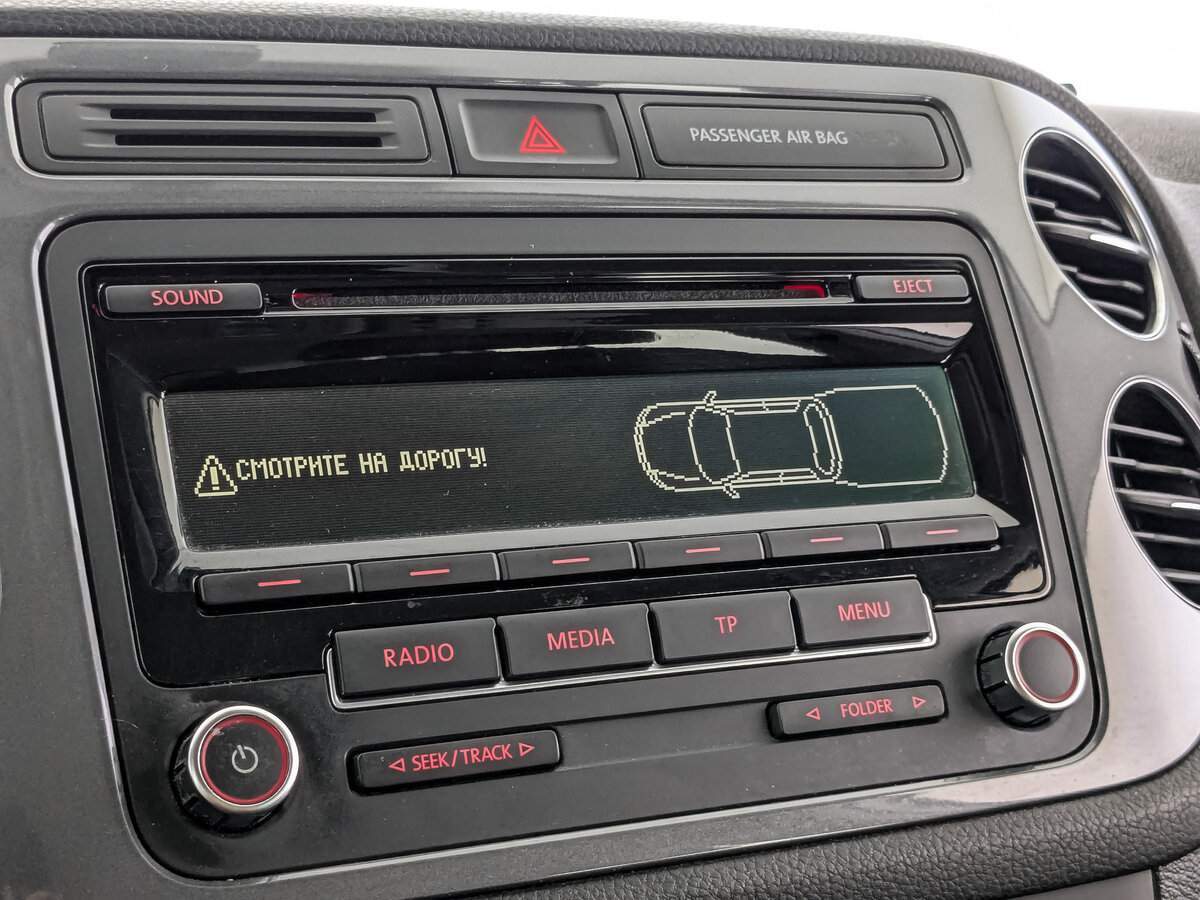 PASSENGER AIR BAG
SOUND
EJECT
СМОТРИТЕ НА ДОРОГУ!
RADIO
MEDIA
TP
MENU
FOLDER
SEEK/TRACK